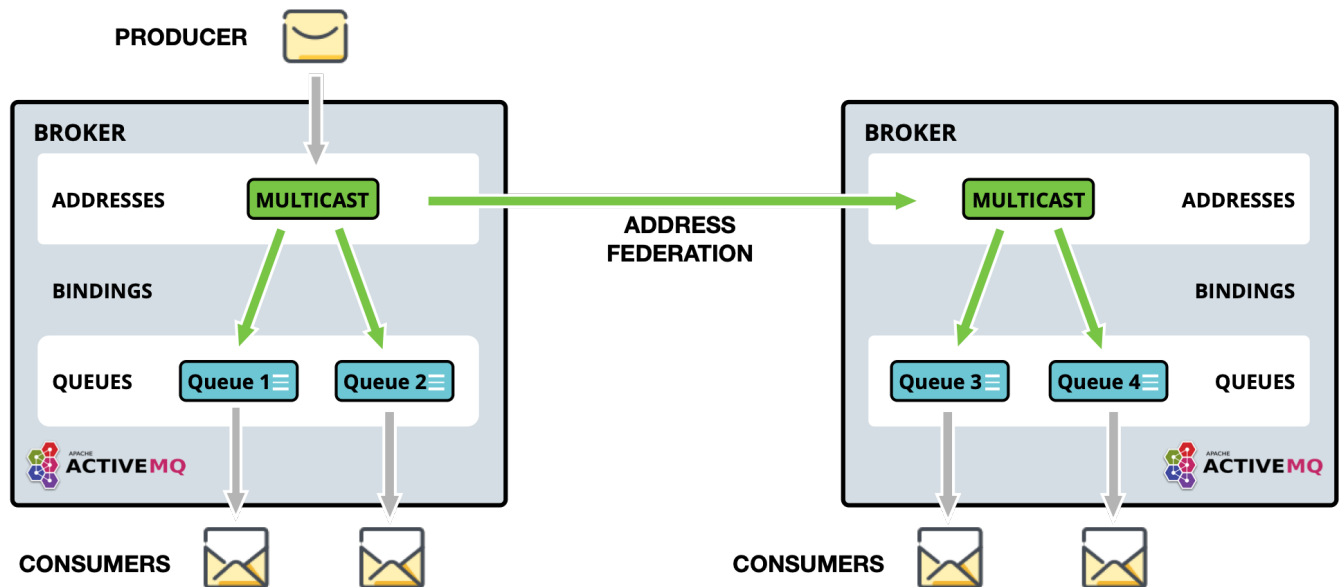 PRODUCER
BROKER
ADDRESSES
MULTICAST
BINDINGS
QUEUES
Queue 1
Queue 2
APACHE
ACTIVEMQ
CONSUMERS
ADDRESS
FEDERATION
BROKER
MULTICAST
ADDRESSES
BINDINGS
Queue 3
Queue 4
QUEUES
APACHE
ACTIVEMQ
CONSUMERS